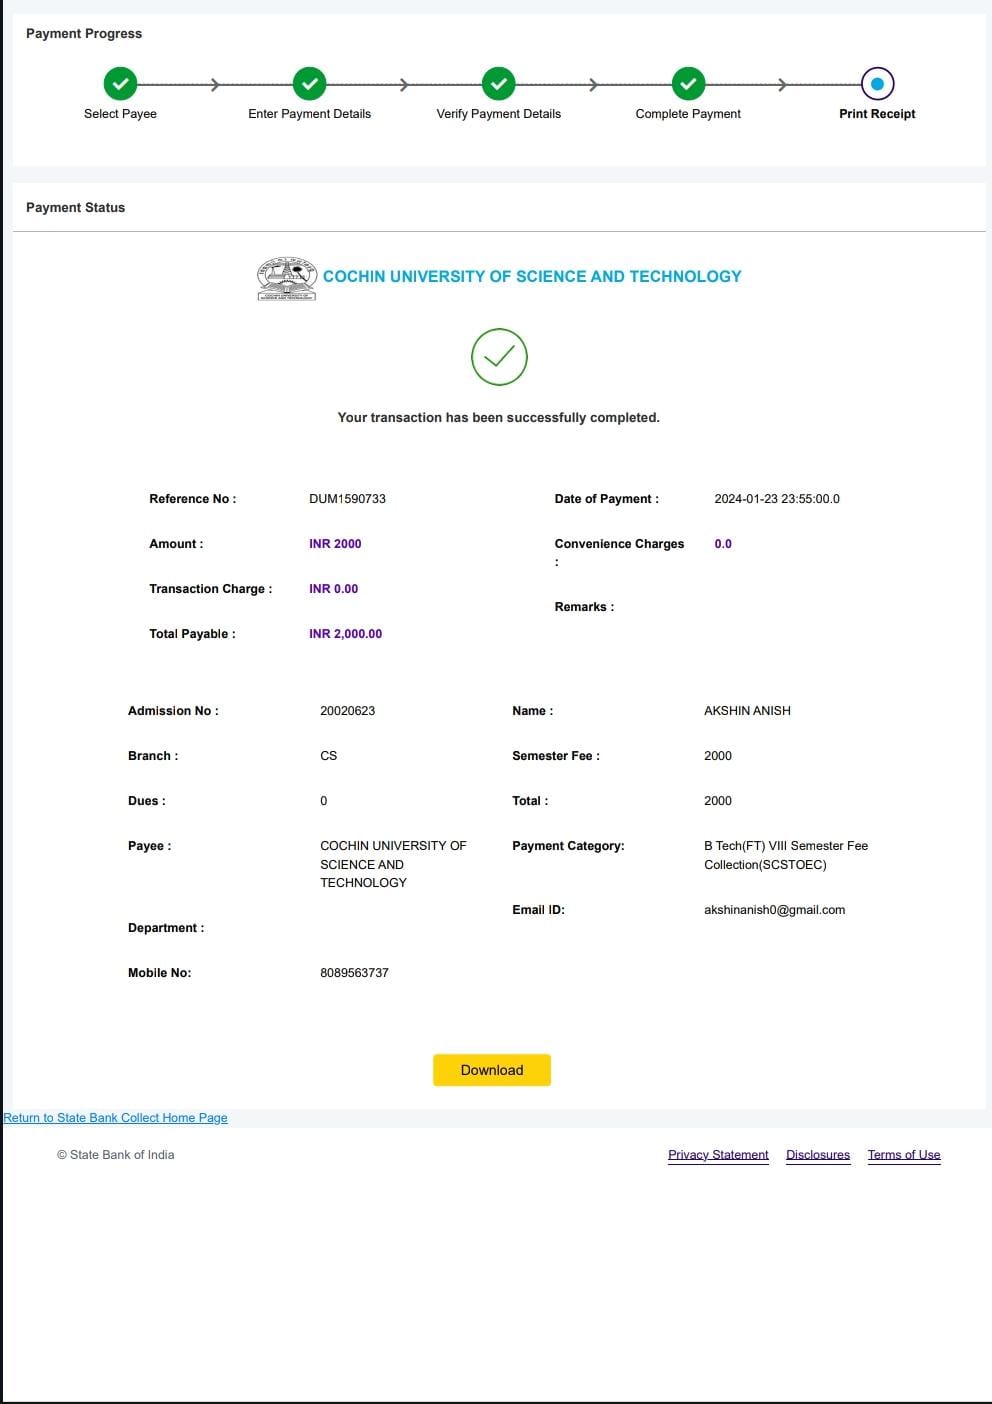 Payment Progress
Select Payee
Enter Payment Details
Verify Payment Details
Complete Payment
Print Receipt
Payment Status
COCHIN UNIVERSITY OF SCIENCE AND TECHNOLOGY
COCHIN UNIVERSITY OF
SCIENCE AND TECHNOLOGY
Your transaction has been successfully completed.
Reference No : DUM1590733
Date of Payment : 2024-01-23 23:55:00.0
Amount : INR 2000
Convenience Charges : 0.0
Transaction Charge : INR 0.00
Remarks :
Total Payable : INR 2,000.00
Admission No : 20020623
Name : AKSHIN ANISH
Branch : CS
Semester Fee : 2000
Dues : 0
Total : 2000
Payee : COCHIN UNIVERSITY OF
SCIENCE AND
TECHNOLOGY
Payment Category: B Tech(FT) VIII Semester Fee
Collection(SCSTOEC)
Email ID: akshinanish0@gmail.com
Department :
Mobile No: 8089563737
Download
Return to State Bank Collect Home Page
© State Bank of India
Privacy Statement Disclosures Terms of Use